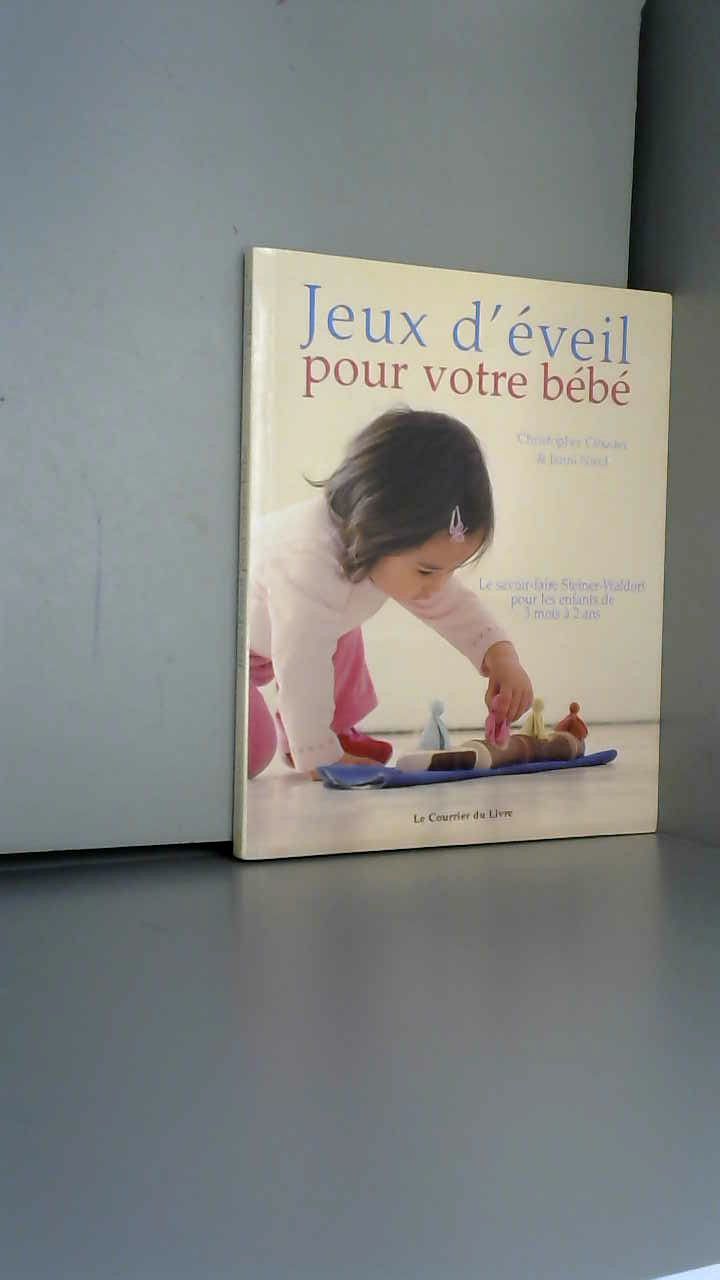 Jeux d'éveil
pour votre bébé
Christopher
&
Le savoir-faire Steiner-Waldorf
pour les enfants de
3 mois à 2 ans
Le Courrier du Livre